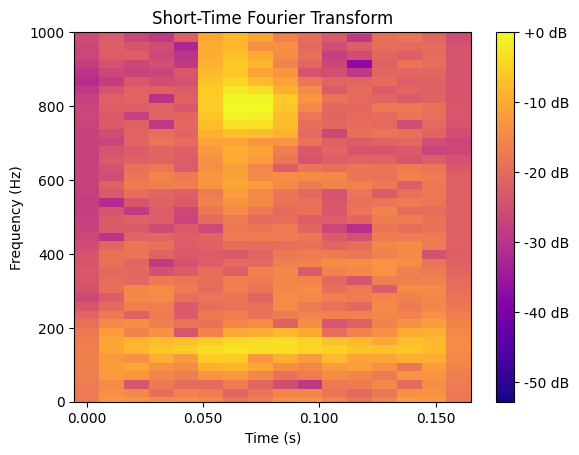 Short-Time Fourier Transform
1000
800
600
400
200
0
Frequency (Hz)
0.000
0.050
0.100
0.150
Time (s)
+0 dB
-10 dB
-20 dB
-30 dB
-40 dB
-50 dB